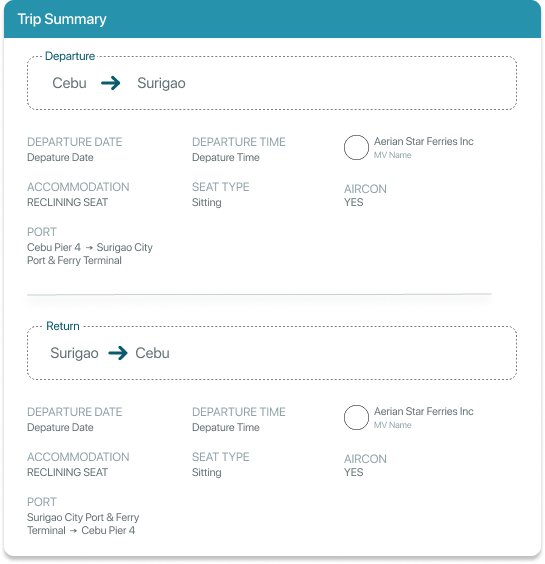 Trip Summary
Departure
Cebu → Surigao
DEPARTURE DATE
Depature Date
DEPARTURE TIME
Depature Time
Aerian Star Ferries Inc
MV Name
ACCOMMODATION
RECLINING SEAT
SEAT TYPE
Sitting
AIRCON
YES
PORT
Cebu Pier 4 → Surigao City
Port & Ferry Terminal
Return
Surigao → Cebu
DEPARTURE DATE
Depature Date
DEPARTURE TIME
Depature Time
Aerian Star Ferries Inc
MV Name
ACCOMMODATION
RECLINING SEAT
SEAT TYPE
Sitting
AIRCON
YES
PORT
Surigao City Port & Ferry
Terminal → Cebu Pier 4